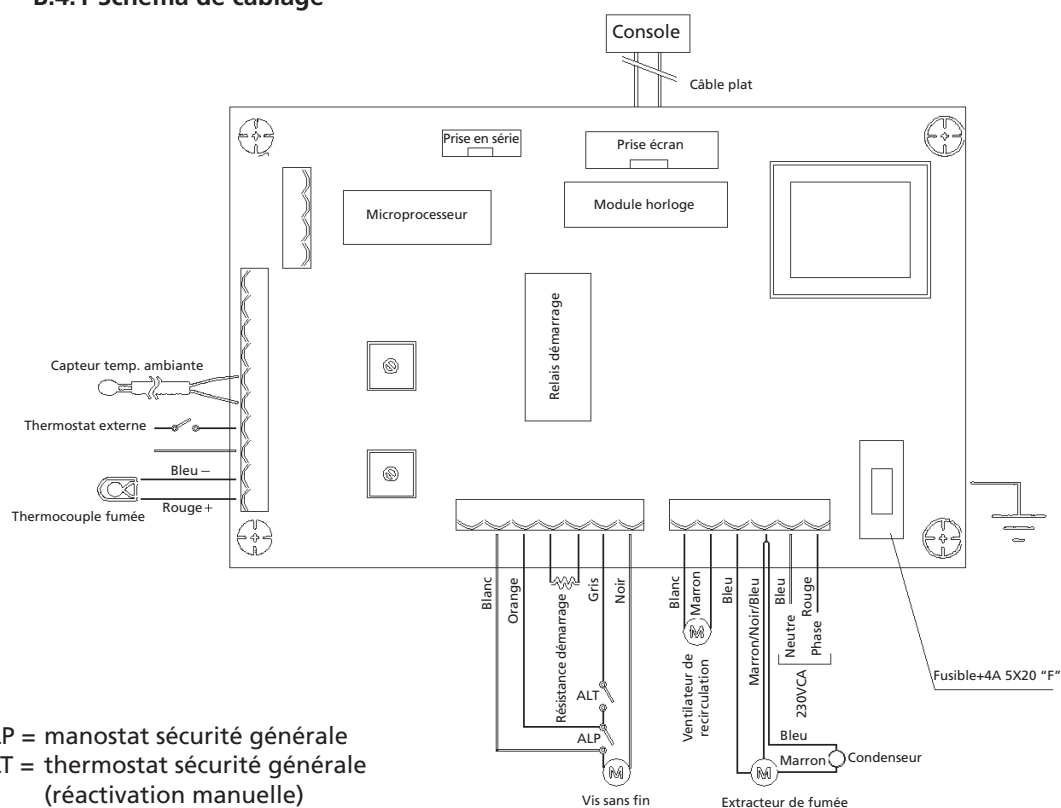 B.4.1 Schéma de câblage
Console
Câble plat
Prise en série
Prise écran
Microprocesseur
Module horloge
Relais démarrage
Capteur temp. ambiante
Thermostat externe
Bleu –
Rouge+
Thermocouple fumée
Blanc
Orange
Résistance démarrage
Gris
Noir
Blanc
Marron
Bleu
Marron/Noir/Bleu
Bleu
Neutre
Rouge
Phase
230VCA
Ventilateur de
recirculation
Fusible+4A 5X20 "F"
ALT
ALP
M
M
M
Bleu
Marron
Condenseur
Vis sans fin
Extracteur de fumée
LP = manostat sécurité générale
LT = thermostat sécurité générale
(réactivation manuelle)